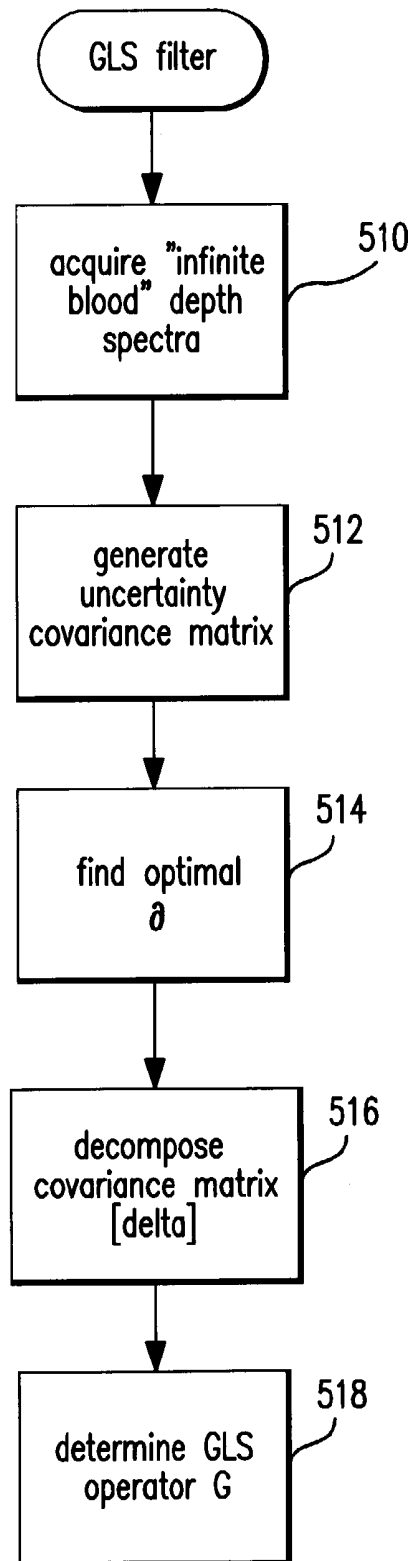 GLS filter
acquire "infinite
blood" depth
spectra
510
generate
uncertainty
covariance matrix
512
find optimal
∂
514
decompose
covariance matrix
[delta]
516
determine GLS
operator G
518